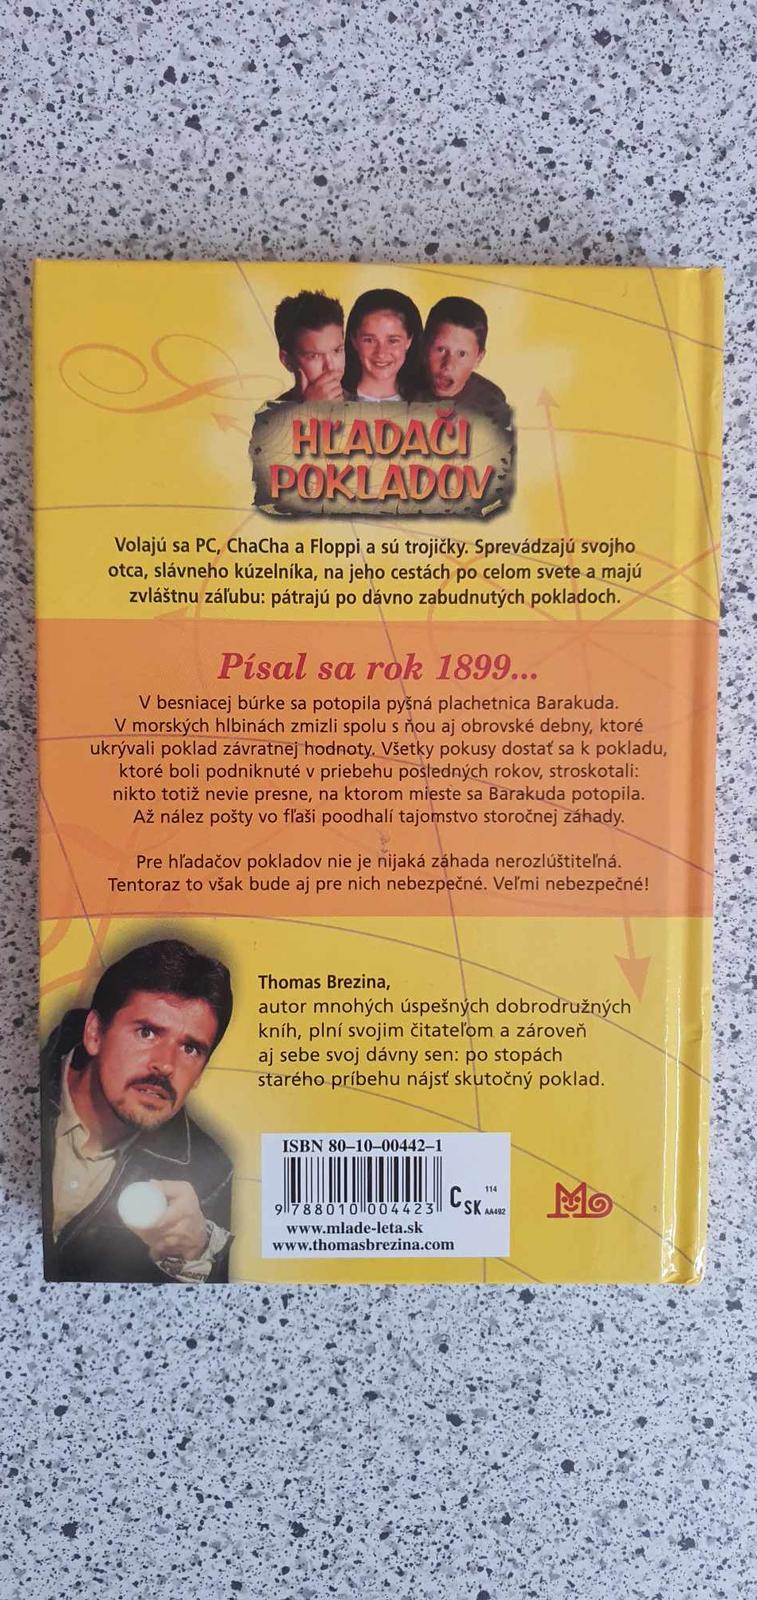 HĽADAČI
POKLADOV
Volajú sa PC, ChaCha a Floppi a sú trojičky. Sprevádzajú svojho
otca, slávneho kúzelníka, na jeho cestách po celom svete a majú
zvláštnu záľubu: pátrajú po dávno zabudnutých pokladoch.
Písal sa rok 1899...
V besniacej búrke sa potopila pyšná plachetnica Barakuda.
V morských hlbinách zmizli spolu s ňou aj obrovské debny, ktoré
ukrývali poklad závratnej hodnoty. Všetky pokusy dostať sa k pokladu,
ktoré boli podniknuté v priebehu posledných rokov, stroskotali:
nikto totiž nevie presne, na ktorom mieste sa Barakuda potopila.
Až nález pošty vo fľaši poodhalí tajomstvo storočnej záhady.
Pre hľadačov pokladov nie je nijaká záhada nerozlúštiteľná.
Tentoraz to však bude aj pre nich nebezpečné. Veľmi nebezpečné!
Thomas Brezina,
autor mnohých úspešných dobrodružných
kníh, plní svojim čitateľom a zároveň
aj sebe svoj dávny sen: po stopách
starého príbehu nájsť skutočný poklad.
ISBN 80-10-00442-1
9 788010 004423
C SK 114 AA492
www.mlade-leta.sk
www.thomasbrezina.com